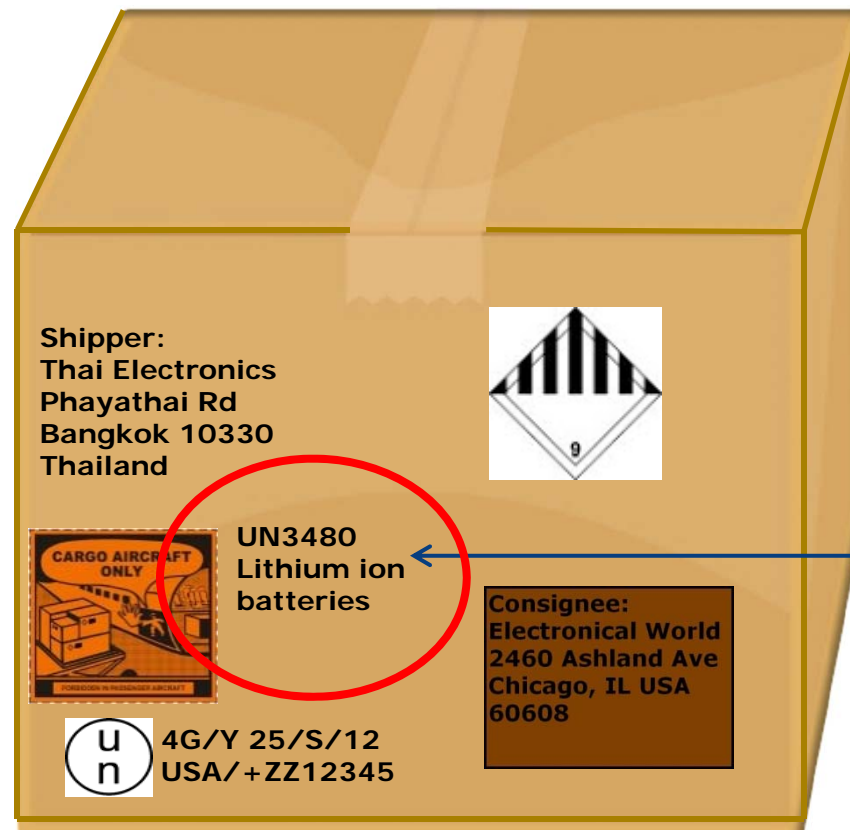 Shipper:
Thai Electronics
Phayathai Rd
Bangkok 10330
Thailand
9
CARGO AIRCRAFT
ONLY
FORBIDDEN IN PASSENGER AIRCRAFT
UN3480
Lithium ion
batteries
Consignee:
Electronical World
2460 Ashland Ave
Chicago, IL USA
60608
u
n
4G/Y 25/S/12
USA/+ZZ12345